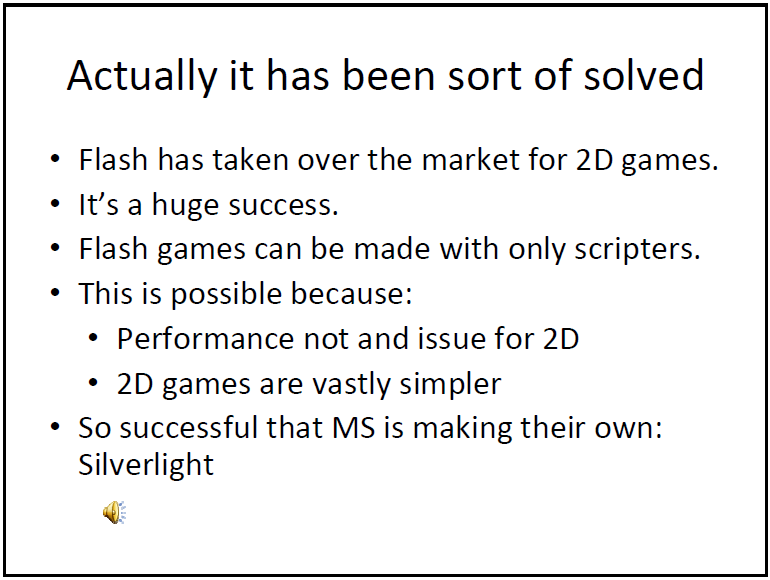 Actually it has been sort of solved
• Flash has taken over the market for 2D games.
• It’s a huge success.
• Flash games can be made with only scripters.
• This is possible because:
• Performance not and issue for 2D
• 2D games are vastly simpler
• So successful that MS is making their own:
Silverlight